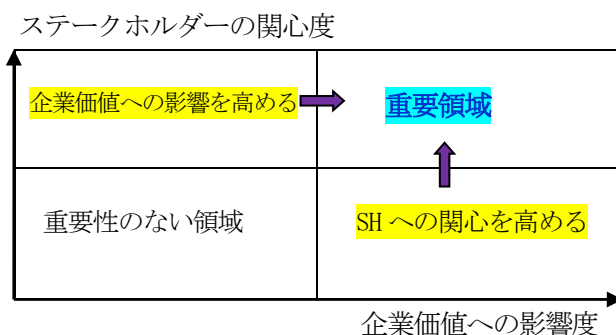 ステークホルダーの関心度
企業価値への影響を高める
重要領域
重要性のない領域
SHへの関心を高める
企業価値への影響度